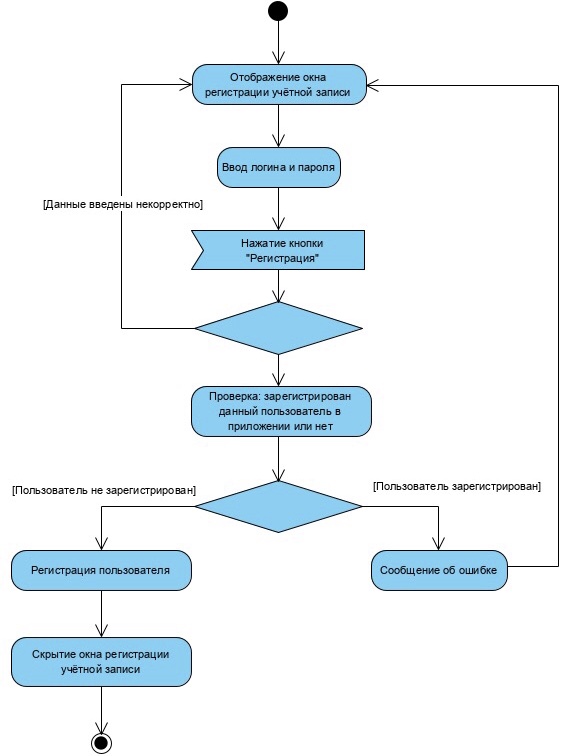 Отображение окна
регистрации учётной записи
Ввод логина и пароля
[Данные введены некорректно]
Нажатие кнопки
"Регистрация"
Проверка: зарегистрирован
данный пользователь в
приложении или нет
[Пользователь не зарегистрирован]
[Пользователь зарегистрирован]
Регистрация пользователя
Сообщение об ошибке
Скрытие окна регистрации
учётной записи